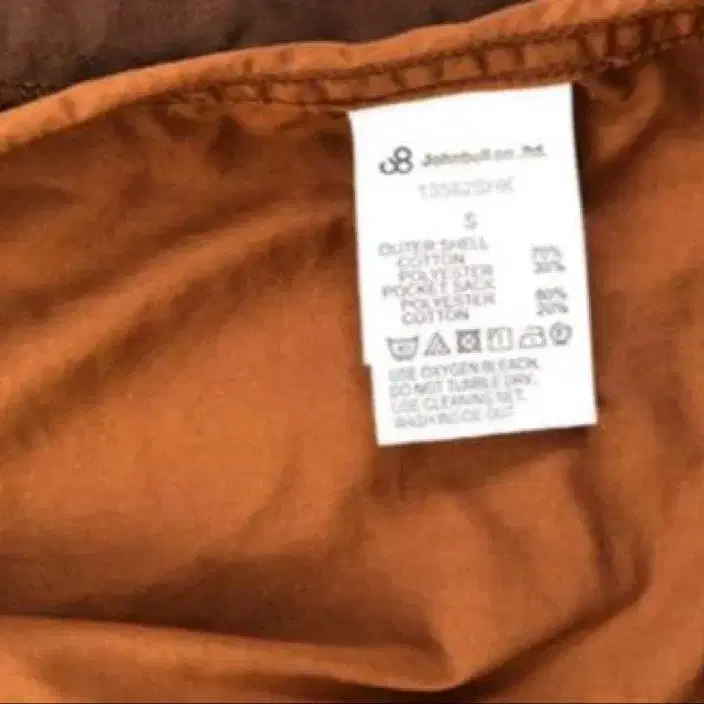 Johnbull co.,ltd.
S
OUTER SHELL
COTTON 70%
POLYESTER 30%
POCKET SACK
POLYESTER 80%
COTTON 20%
USE OXYGEN BLEACH.
DO NOT TUMBLE DRY.
USE CLEANING NET.
WASH INSIDE OUT